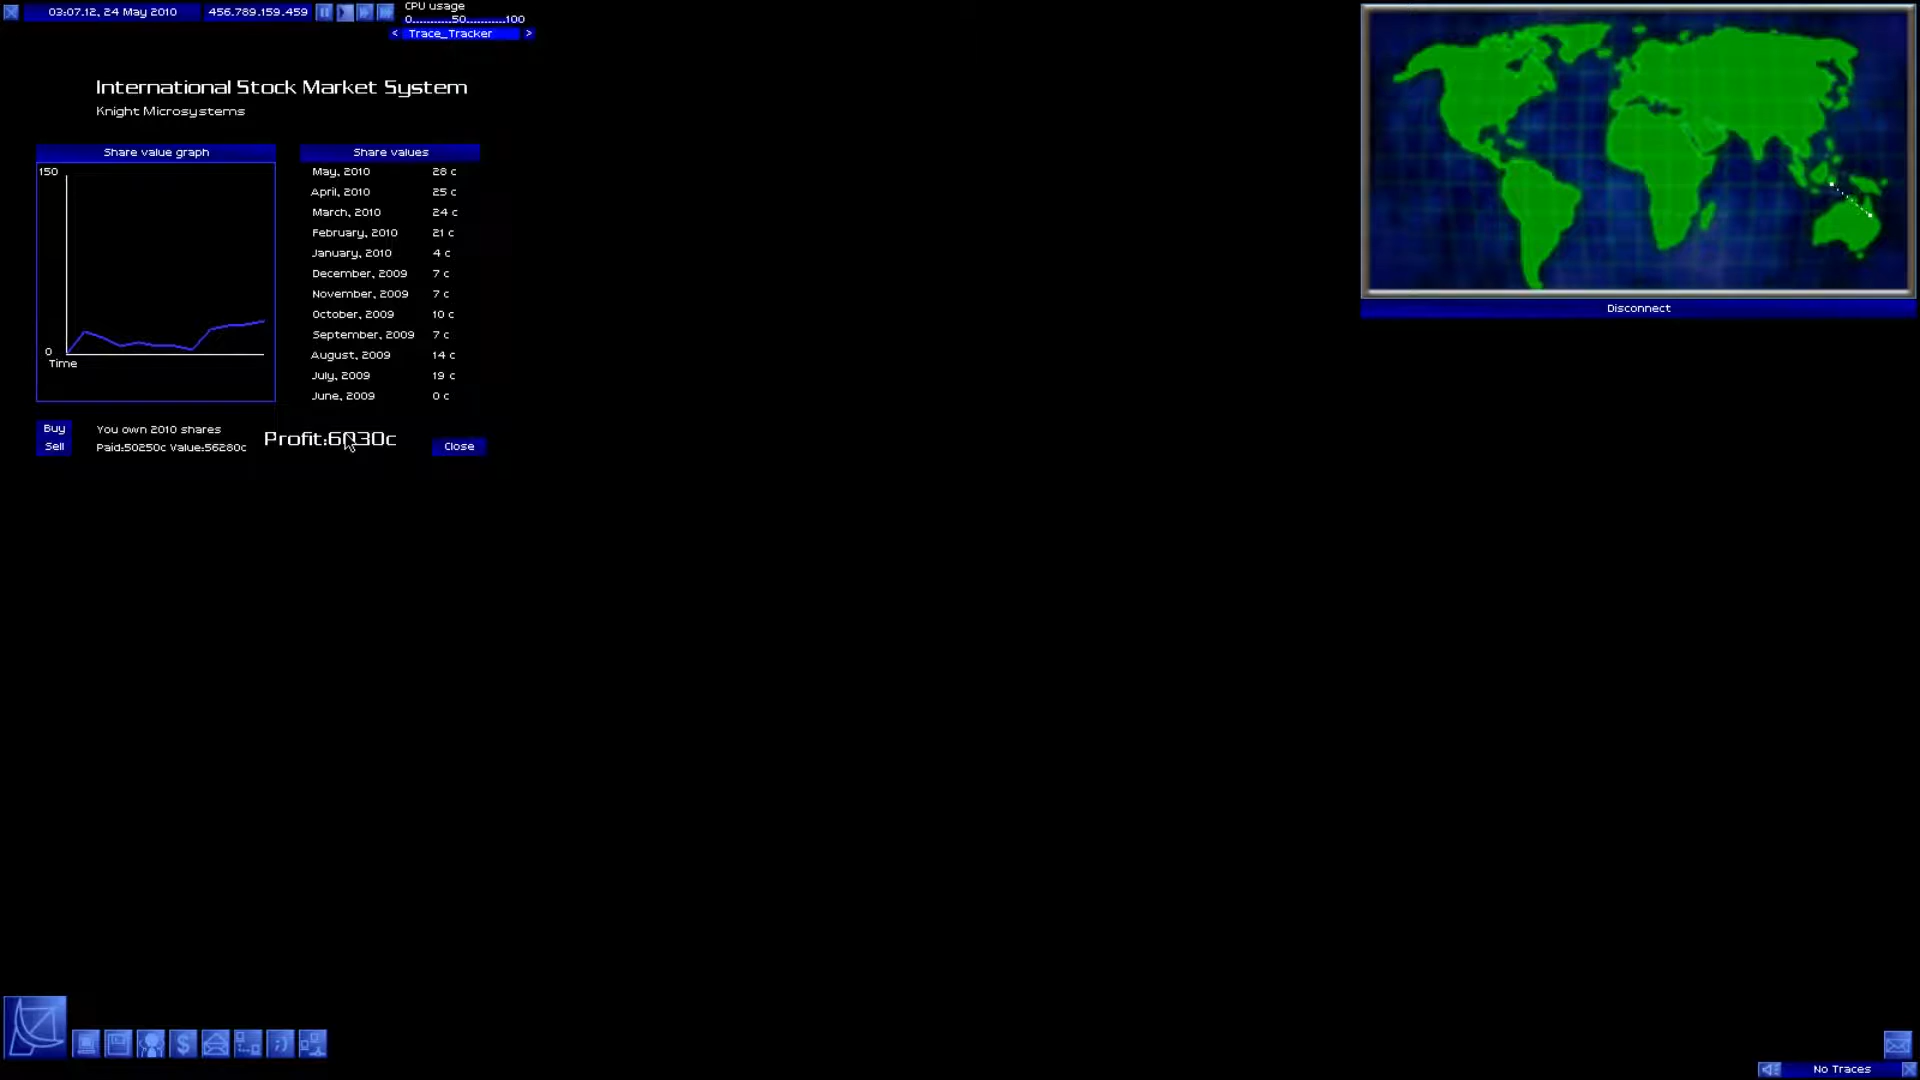 03:07.12, 24 May 2010
456.789.159.459
CPU usage
0...........50...........100
< Trace_Tracker >
International Stock Market System
Knight Microsystems
Share value graph
150
0
Time
Share values
May, 2010 28 c
April, 2010 25 c
March, 2010 24 c
February, 2010 21 c
January, 2010 4 c
December, 2009 7 c
November, 2009 7 c
October, 2009 10 c
September, 2009 7 c
August, 2009 14 c
July, 2009 19 c
June, 2009 0 c
Buy
Sell
You own 2010 shares
Paid:50250c Value:56280c
Profit:6030c
Close
Disconnect
No Traces